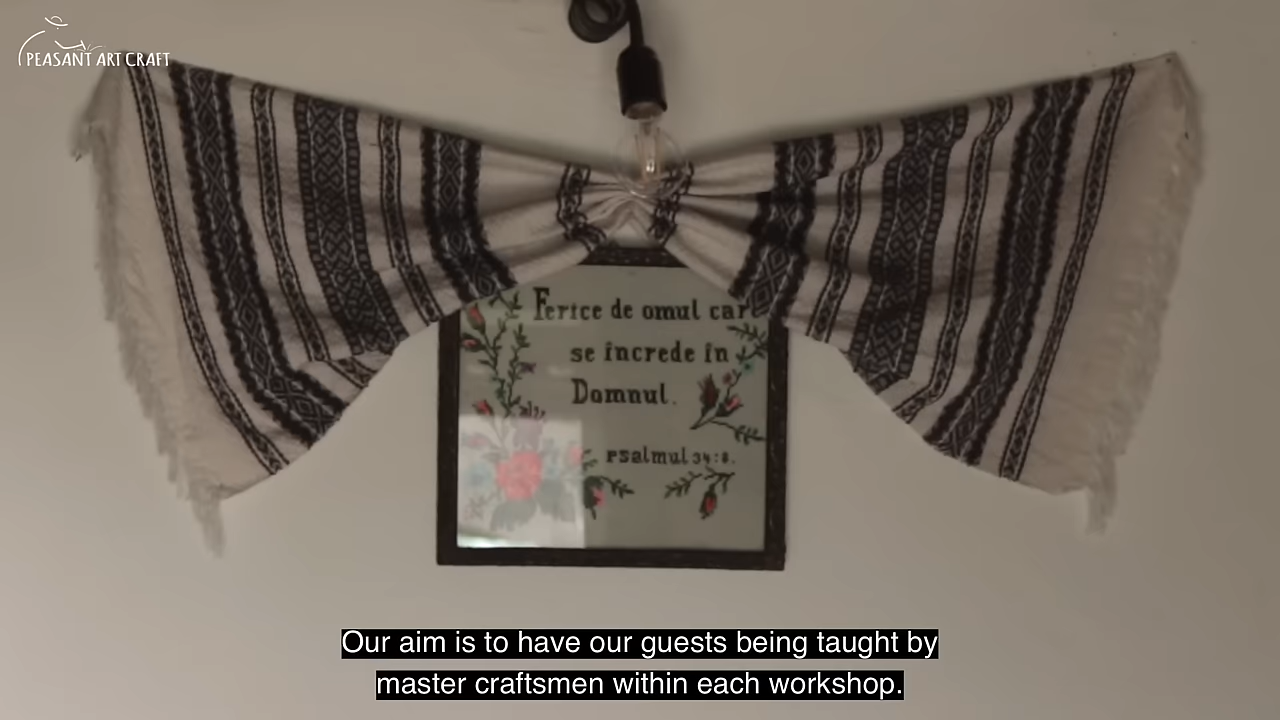 PEASANT ART CRAFT
Ferice de omul care
se încrede în
Domnul.
Psalmul 34:8.
Our aim is to have our guests being taught by
master craftsmen within each workshop.